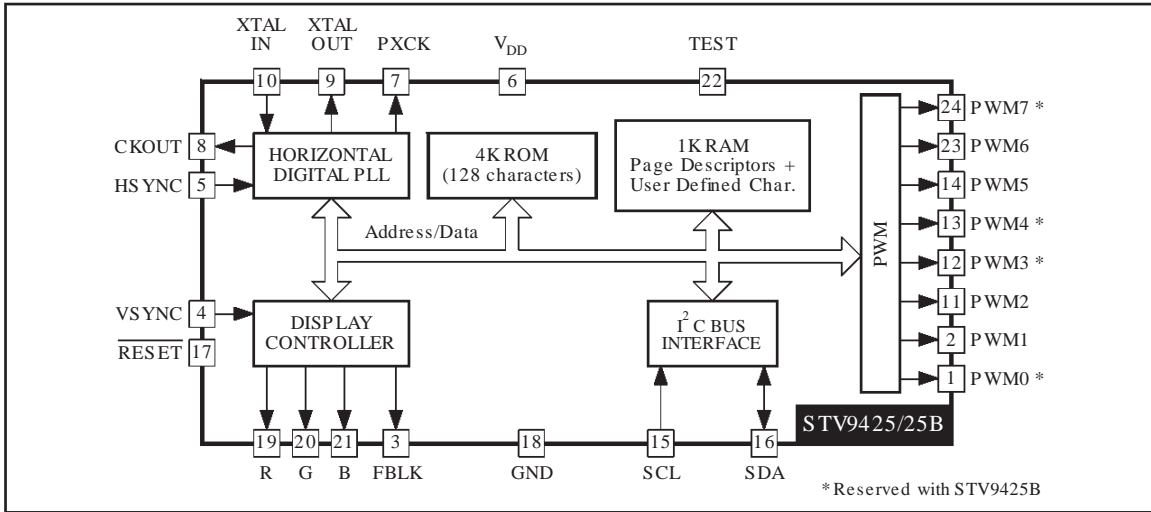 XTAL IN
XTAL OUT
PXCK
V_DD
TEST
10
9
7
6
22
CKOUT
8
HSYNC
5
HORIZONTAL
DIGITAL PLL
4K ROM
(128 characters)
1K RAM
Page Descriptors +
User Defined Char.
Address/Data
PWM
24
PWM7 *
23
PWM6
14
PWM5
13
PWM4 *
12
PWM3 *
11
PWM2
2
PWM1
1
PWM0 *
VSYNC
4
RESET
17
DISPLAY
CONTROLLER
I²C BUS
INTERFACE
STV9425/25B
19
20
21
3
18
15
16
R
G
B
FBLK
GND
SCL
SDA
*Reserved with STV9425B